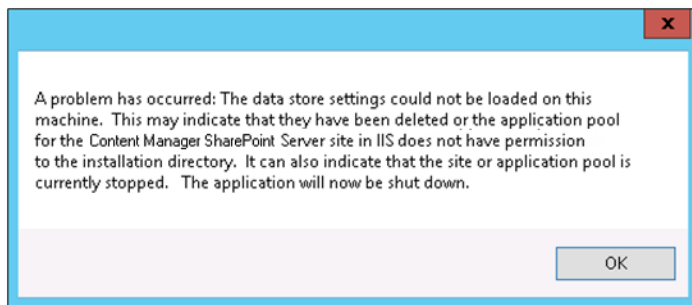 x
A problem has occurred: The data store settings could not be loaded on this
machine. This may indicate that they have been deleted or the application pool
for the Content Manager SharePoint Server site in IIS does not have permission
to the installation directory. It can also indicate that the site or application pool is
currently stopped. The application will now be shut down.
OK